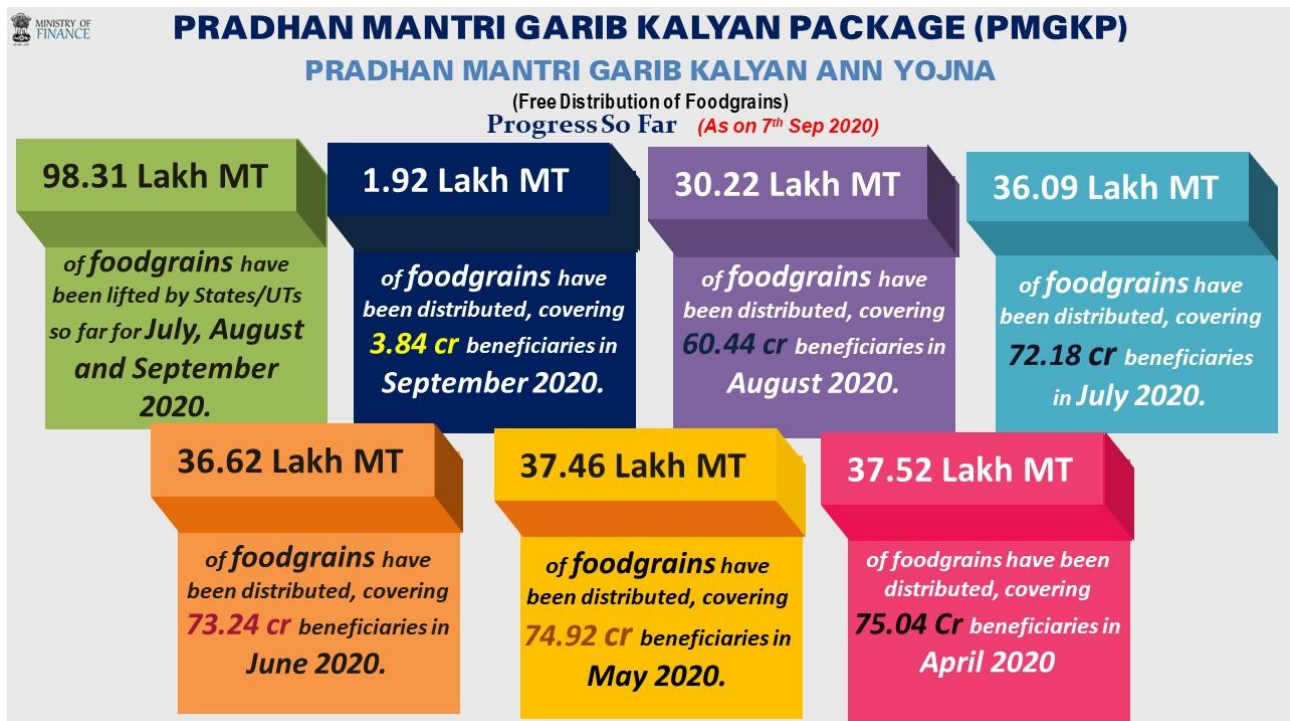 MINISTRY OF
FINANCE
PRADHAN MANTRI GARIB KALYAN PACKAGE (PMGKP)
PRADHAN MANTRI GARIB KALYAN ANN YOJNA
(Free Distribution of Foodgrains)
Progress So Far (As on 7th Sep 2020)
98.31 Lakh MT
of foodgrains have
been lifted by States/UTs
so far for July, August
and September
2020.
1.92 Lakh MT
of foodgrains have
been distributed, covering
3.84 cr beneficiaries in
September 2020.
30.22 Lakh MT
of foodgrains have
been distributed, covering
60.44 cr beneficiaries in
August 2020.
36.09 Lakh MT
of foodgrains have
been distributed, covering
72.18 cr beneficiaries
in July 2020.
36.62 Lakh MT
of foodgrains have
been distributed, covering
73.24 cr beneficiaries in
June 2020.
37.46 Lakh MT
of foodgrains have
been distributed, covering
74.92 cr beneficiaries in
May 2020.
37.52 Lakh MT
of foodgrains have been
distributed, covering
75.04 Cr beneficiaries in
April 2020